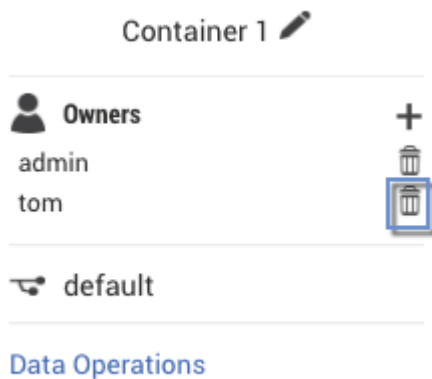 Container 1
Owners
admin
tom
default
Data Operations